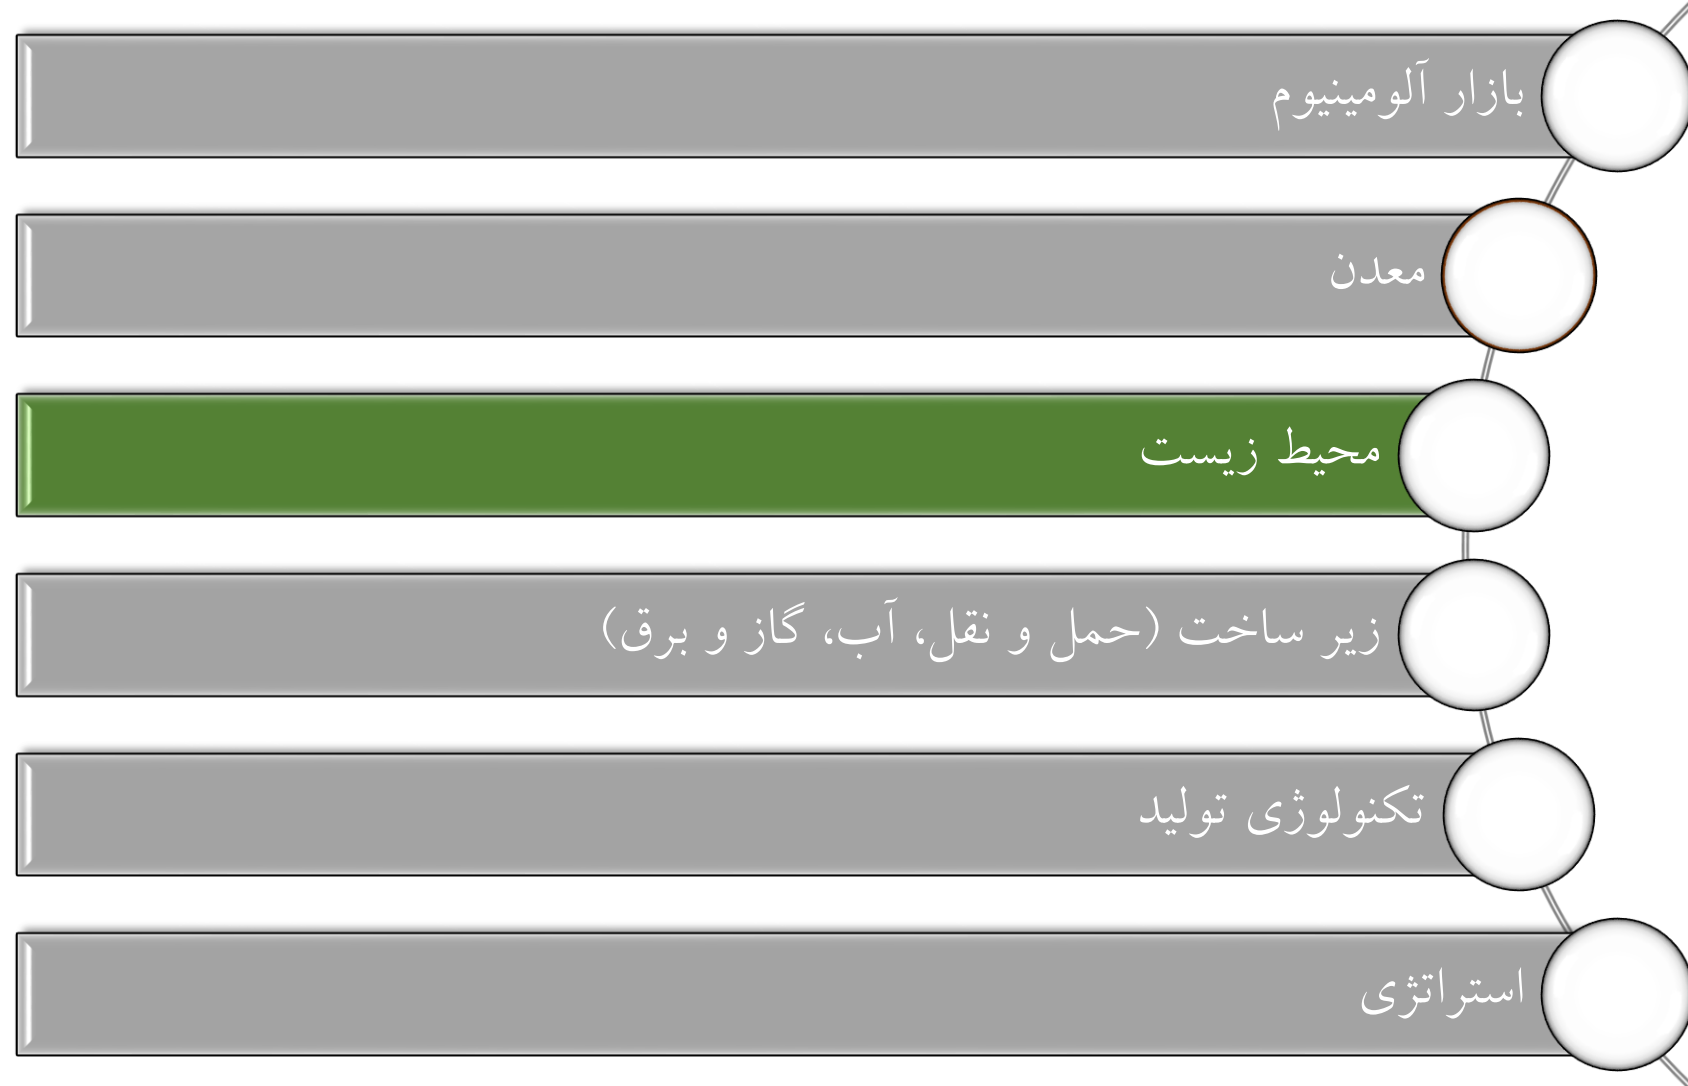 بازار آلومینیوم
معدن
محیط زیست
زیر ساخت (حمل و نقل، آب، گاز و برق)
تکنولوژی تولید
استراتژی